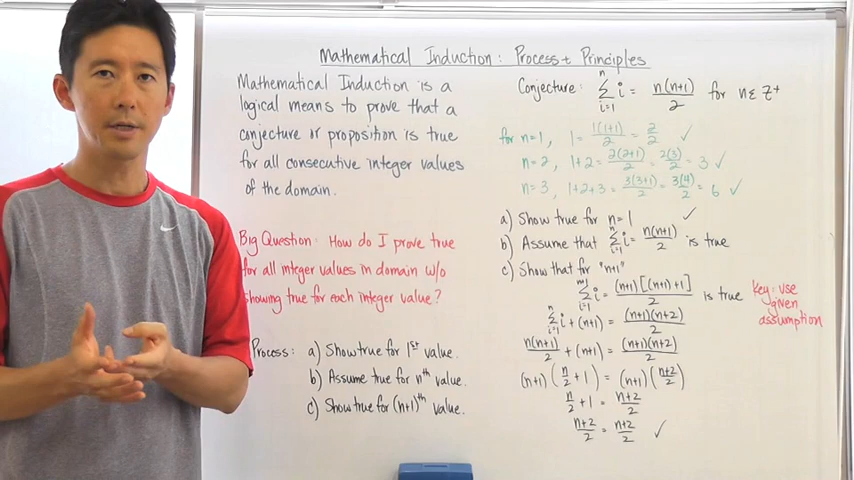 Mathematical Induction: Process + Principles
Mathematical Induction is a
logical means to prove that a
conjecture or proposition is true
for all consecutive integer values
of the domain.
Big Question: How do I prove true
for all integer values in domain w/o
showing true for each integer value?
Process: a) Show true for 1st value.
b) Assume true for nth value.
c) Show true for (n+1)th value.
Conjecture: ∑_{i=1}^{n} i = n(n+1)/2 for n ε Z⁺
for n=1, 1 = 1(1+1)/2 = 2/2 ✓
n=2, 1+2 = 2(2+1)/2 = 2(3)/2 = 3 ✓
n=3, 1+2+3 = 3(3+1)/2 = 3(4)/2 = 6 ✓
a) Show true for n=1 ✓
b) Assume that ∑_{i=1}^{n} i = n(n+1)/2 is true
c) Show that for "n+1"
∑_{i=1}^{n+1} i = (n+1)[(n+1)+1]/2 is true
∑_{i=1}^{n} i + (n+1) = (n+1)(n+2)/2
n(n+1)/2 + (n+1) = (n+1)(n+2)/2
(n+1)(n/2 + 1) = (n+1)(n+2/2)
n/2 + 1 = n+2/2
n+2/2 = n+2/2 ✓
Key: use
given
assumption